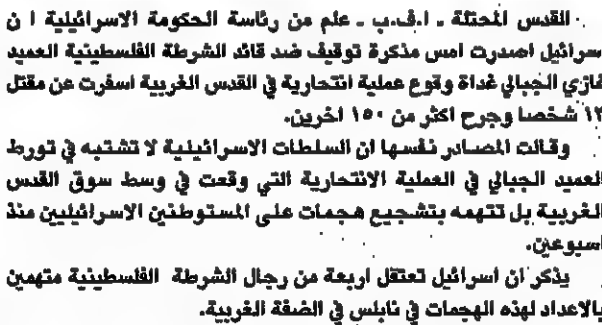 القدس المحتلة ـ ا.ف.ب ـ علم من رئاسة الحكومة الاسرائيلية ا ن
اسرائيل اصدرت امس مذكرة توقيف ضد قائد الشرطة الفلسطينية العميد
غازي الجبالي غداة وقوع عملية انتحارية في القدس الغربية اسفرت عن مقتل
١٣ شخصا وجرح اكثر من ١٥٠ اخرين.
وقالت المصادر نفسها ان السلطات الاسرائيلية لا تشتبه في تورط
العميد الجبالي في العملية الانتحارية التي وقعت في وسط سوق القدس
الغربية بل تتهمه بتشجيع هجمات على المستوطنين الاسرائيليين منذ
اسبوعين.
يذكر ان اسرائيل تعتقل اربعة من رجال الشرطة الفلسطينية متهمين
بالاعداد لهذه الهجمات في نابلس في الضفة الغربية.